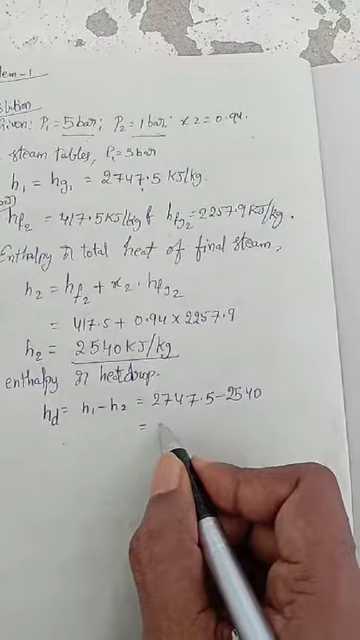 lem-1
lution
Given: P₁ = 5 bar; P₂ = 1 bar; x2 = 0.94.
steam tables, P₁ = 5 bar
h₁ = hg₁ = 2747.5 KJ/kg.
hf₂ = 417.5 KJ/kg & hfg₂ = 2257.9 KJ/kg.
Enthalpy or total heat of final steam,
h₂ = hf₂ + x₂ . hfg₂
= 417.5 + 0.94 × 2257.9
h₂ = 2540 KJ/kg
enthalpy or heat drop.
hd = h₁ - h₂ = 2747.5 - 2540
=